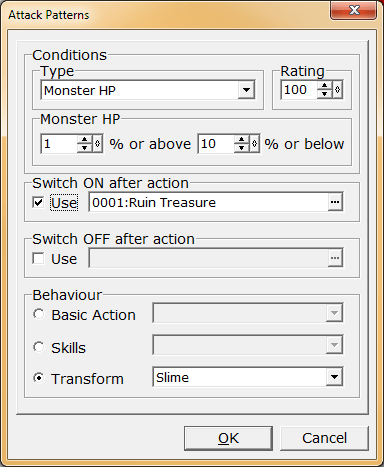 Attack Patterns
Conditions
Type
Monster HP
Rating
100
Monster HP
1 % or above 10 % or below
Switch ON after action
Use 0001:Ruin Treasure ...
Switch OFF after action
Use ...
Behaviour
Basic Action
Skills
Transform Slime
OK Cancel